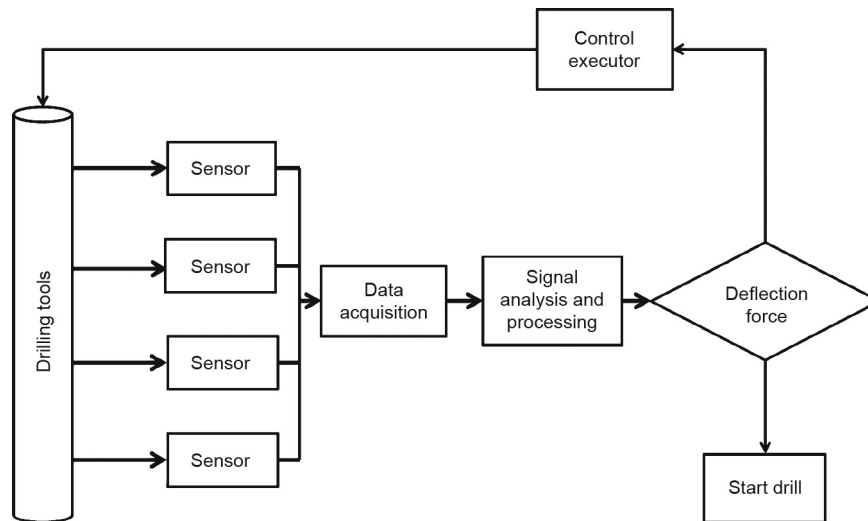 Control
executor
Drilling tools
Sensor
Sensor
Sensor
Sensor
Data
acquisition
Signal
analysis and
processing
Deflection
force
Start drill